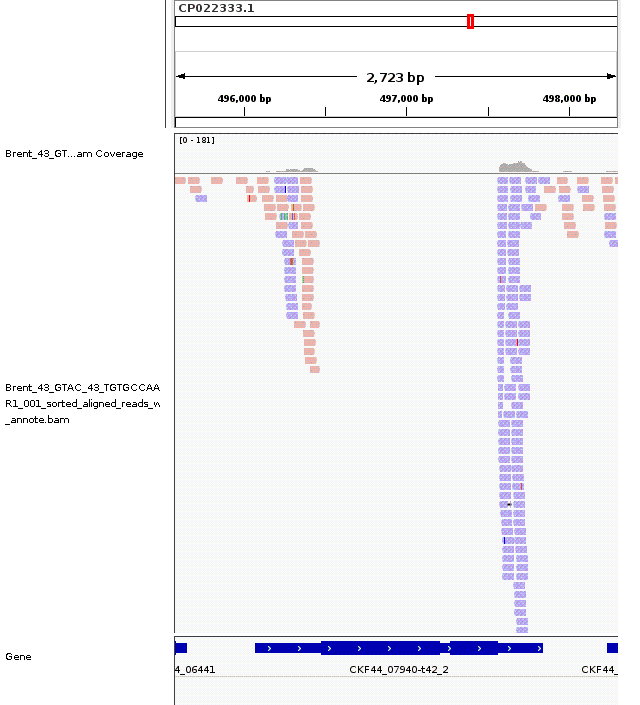 CP022333.1
2,723 bp
496,000 bp 497,000 bp 498,000 bp
[0 - 181]
Brent_43_GT...am Coverage
Brent_43_GTAC_43_TGTGCCAA
R1_001_sorted_aligned_reads_w
_annote.bam
Gene
4_06441 CKF44_07940-t42_2 CKF44_